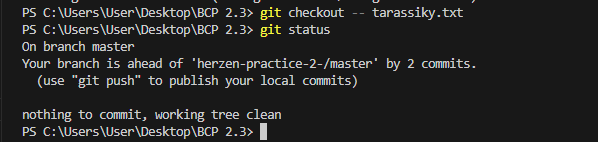 PS C:\Users\User\Desktop\BCP 2.3> git checkout -- tarassiky.txt
PS C:\Users\User\Desktop\BCP 2.3> git status
On branch master
Your branch is ahead of 'herzen-practice-2-/master' by 2 commits.
  (use "git push" to publish your local commits)

nothing to commit, working tree clean
PS C:\Users\User\Desktop\BCP 2.3>